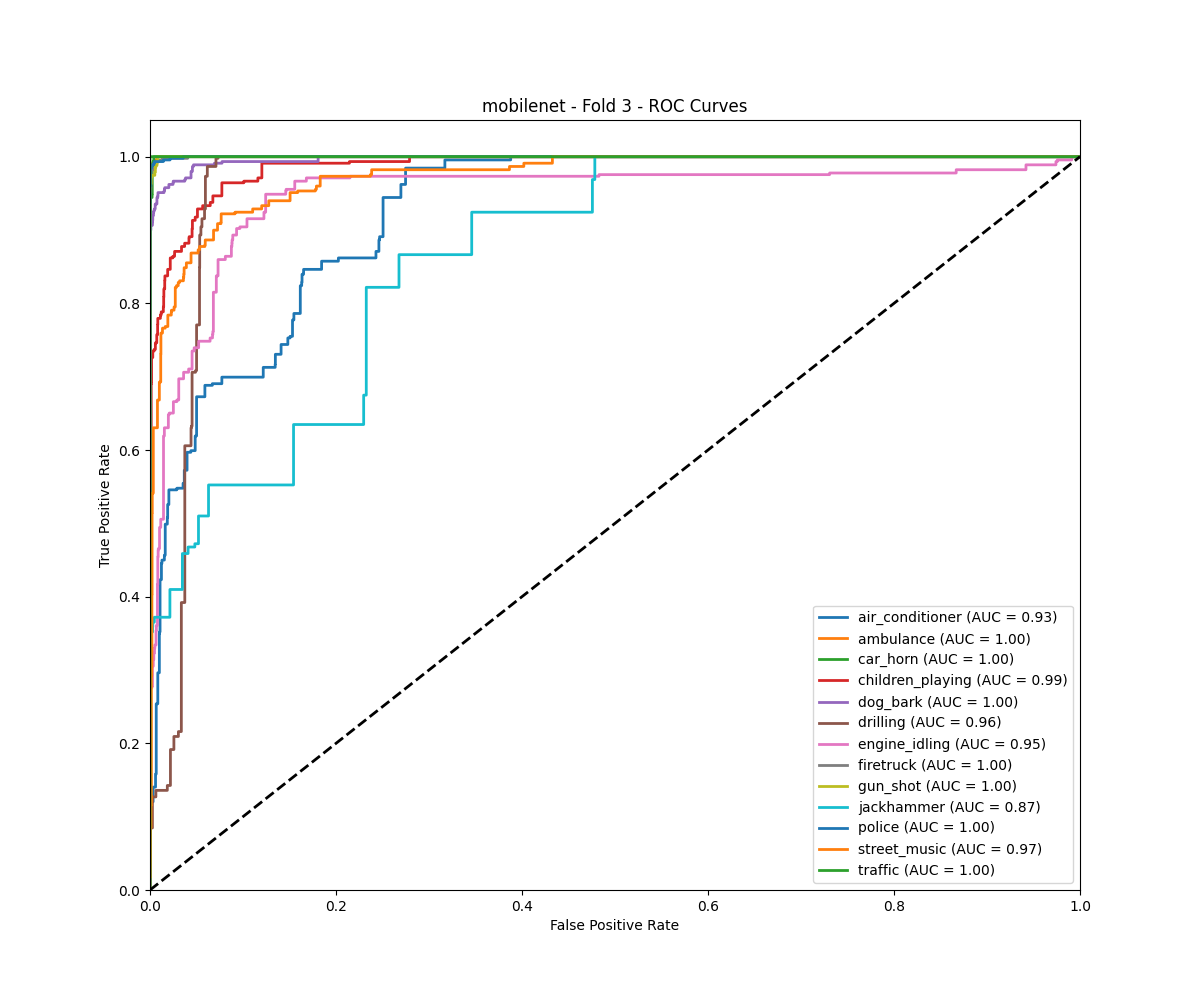 mobilenet - Fold 3 - ROC Curves
1.0
0.8
0.6
0.4
0.2
0.0
True Positive Rate
0.0 0.2 0.4 0.6 0.8 1.0
False Positive Rate
air_conditioner (AUC = 0.93)
ambulance (AUC = 1.00)
car_horn (AUC = 1.00)
children_playing (AUC = 0.99)
dog_bark (AUC = 1.00)
drilling (AUC = 0.96)
engine_idling (AUC = 0.95)
firetruck (AUC = 1.00)
gun_shot (AUC = 1.00)
jackhammer (AUC = 0.87)
police (AUC = 1.00)
street_music (AUC = 0.97)
traffic (AUC = 1.00)